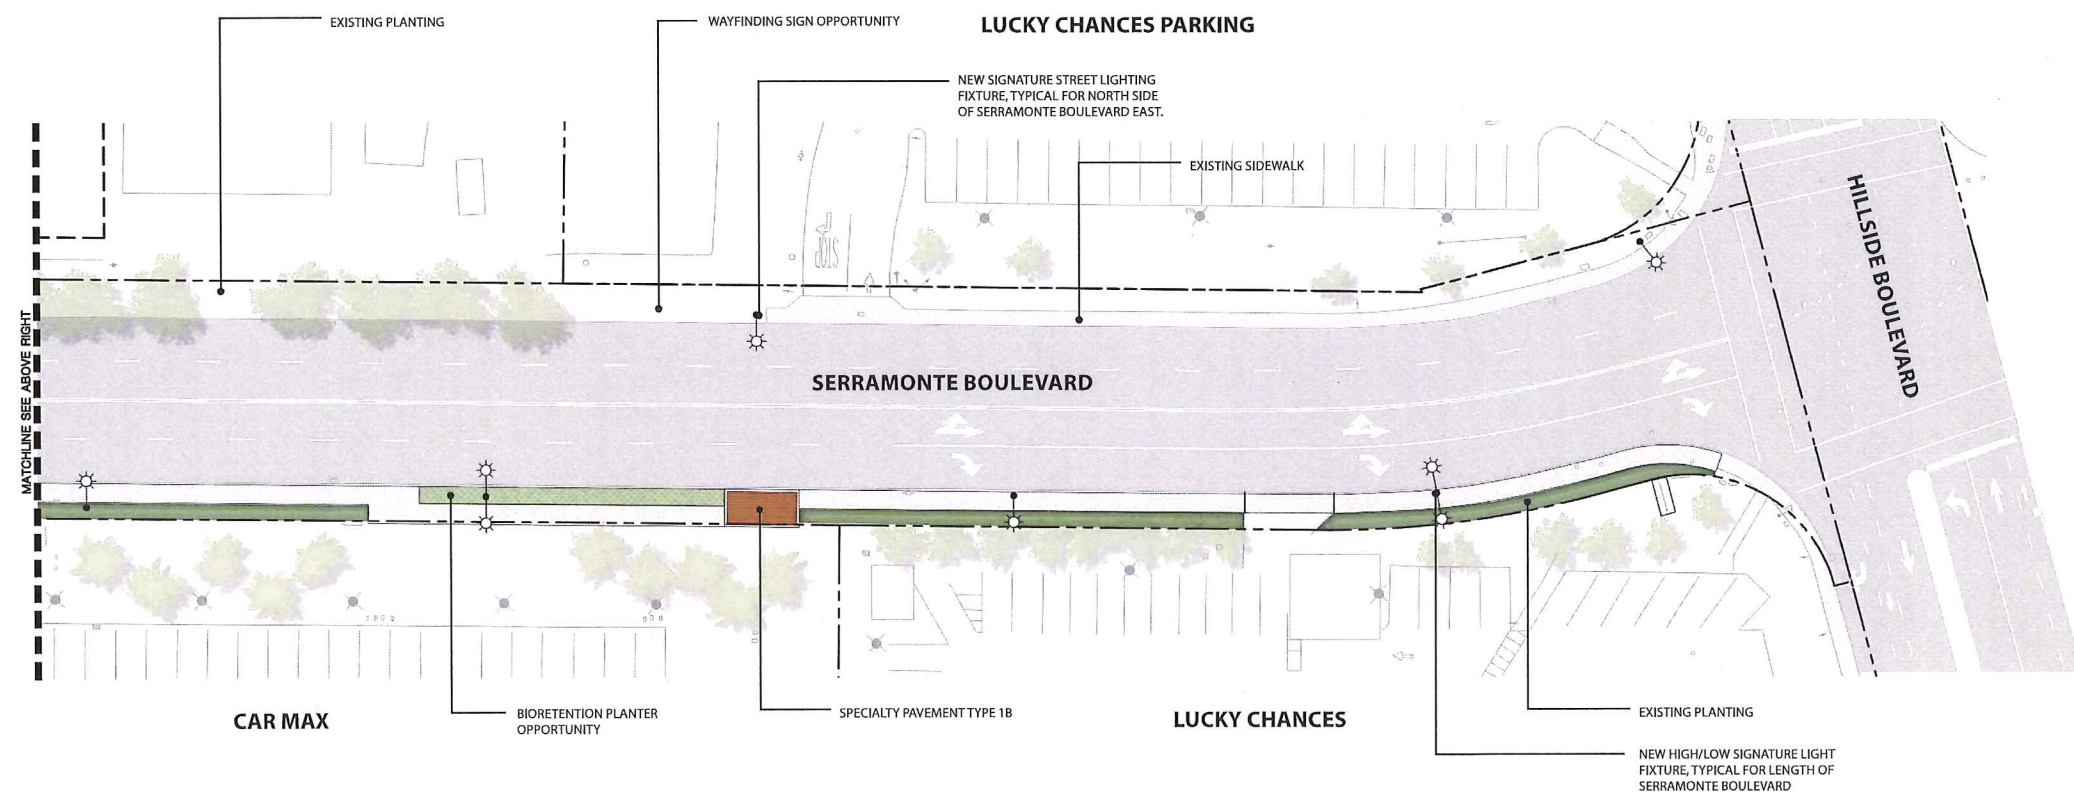 EXISTING PLANTING
WAYFINDING SIGN OPPORTUNITY
LUCKY CHANCES PARKING
NEW SIGNATURE STREET LIGHTING
FIXTURE, TYPICAL FOR NORTH SIDE
OF SERRAMONTE BOULEVARD EAST.
EXISTING SIDEWALK
HILLSIDE BOULEVARD
STOP
MATCHLINE SEE ABOVE RIGHT
SERRAMONTE BOULEVARD
CAR MAX
BIORETENTION PLANTER
OPPORTUNITY
SPECIALTY PAVEMENT TYPE 1B
LUCKY CHANCES
EXISTING PLANTING
NEW HIGH/LOW SIGNATURE LIGHT
FIXTURE, TYPICAL FOR LENGTH OF
SERRAMONTE BOULEVARD